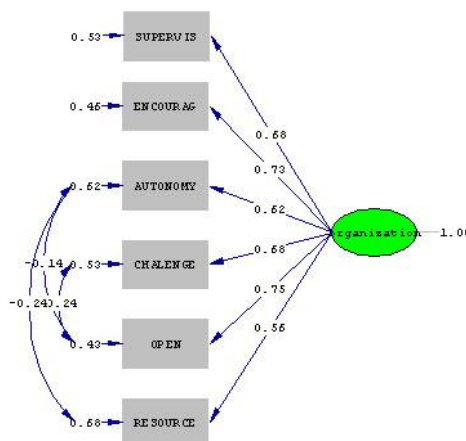 0.53 SUPERVIS
0.68
0.46 ENCOURAG
0.73
0.62 AUTONOMY
0.62
rganization 1.00
-0.14 0.53 CHALENGE
0.68
-0.24 0.24
0.75
0.43 OPEN
0.56
0.68 RESOURCE